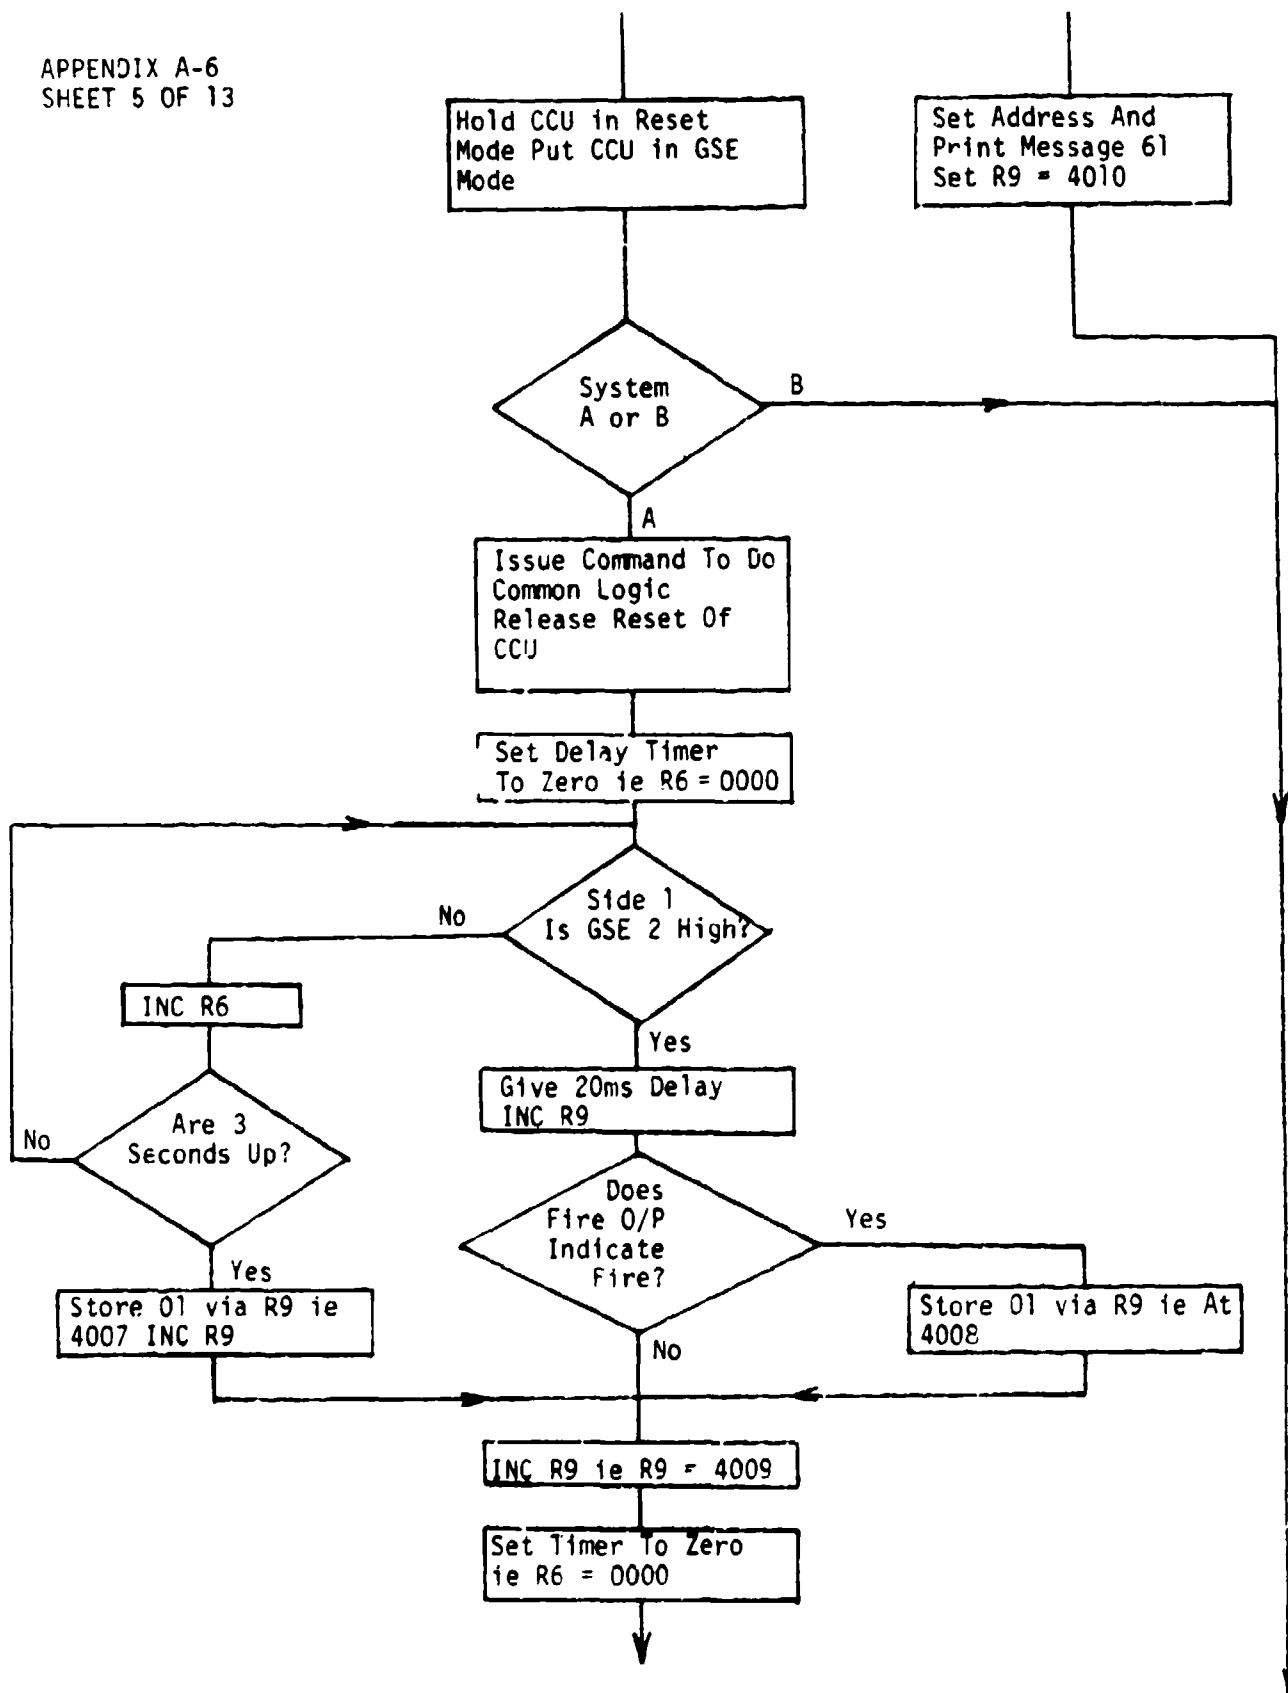 APPENDIX A-6
SHEET 5 OF 13
Hold CCU in Reset
Mode Put CCU in GSE
Mode
Set Address And
Print Message 61
Set R9 = 4010
System
A or B
B
A
Issue Command To Do
Common Logic
Release Reset Of
CCU
Set Delay Timer
To Zero ie R6 = 0000
Side 1
Is GSE 2 High?
No
INC R6
Yes
Give 20ms Delay
INC R9
Are 3
Seconds Up?
No
Does
Fire O/P
Indicate
Fire?
Yes
Yes
Store 01 via R9 ie
4007 INC R9
Store 01 via R9 ie At
4008
No
INC R9 ie R9 = 4009
Set Timer To Zero
ie R6 = 0000